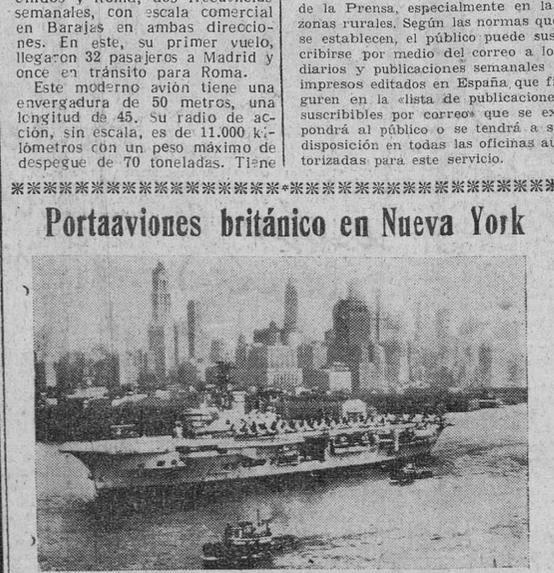 semanales, con escala comercial
en Barajas en ambas direccio-
nes. En este, su primer vuelo,
llegaron 32 pasajeros a Madrid y
once en tránsito para Roma.
Este moderno avión tiene una
envergadura de 50 metros, una
longitud de 45. Su radio de ac-
ción, sin escala, es de 11.000 ki-
lómetros con un peso máximo de
despegue de 70 toneladas. Tiene
de la Prensa, especialmente en la
zonas rurales. Según las normas que
se establecen, el público puede sus
cribirse por medio del correo a lo
diarios y publicaciones semanales
impresos editados en España, que fi
guren en la «lista de publicacione
suscribibles por correo» que se ex
pondrá al público o se tendrá a s
disposición en todas las oficinas au
torizadas para este servicio.
Portaaviones británico en Nueva York